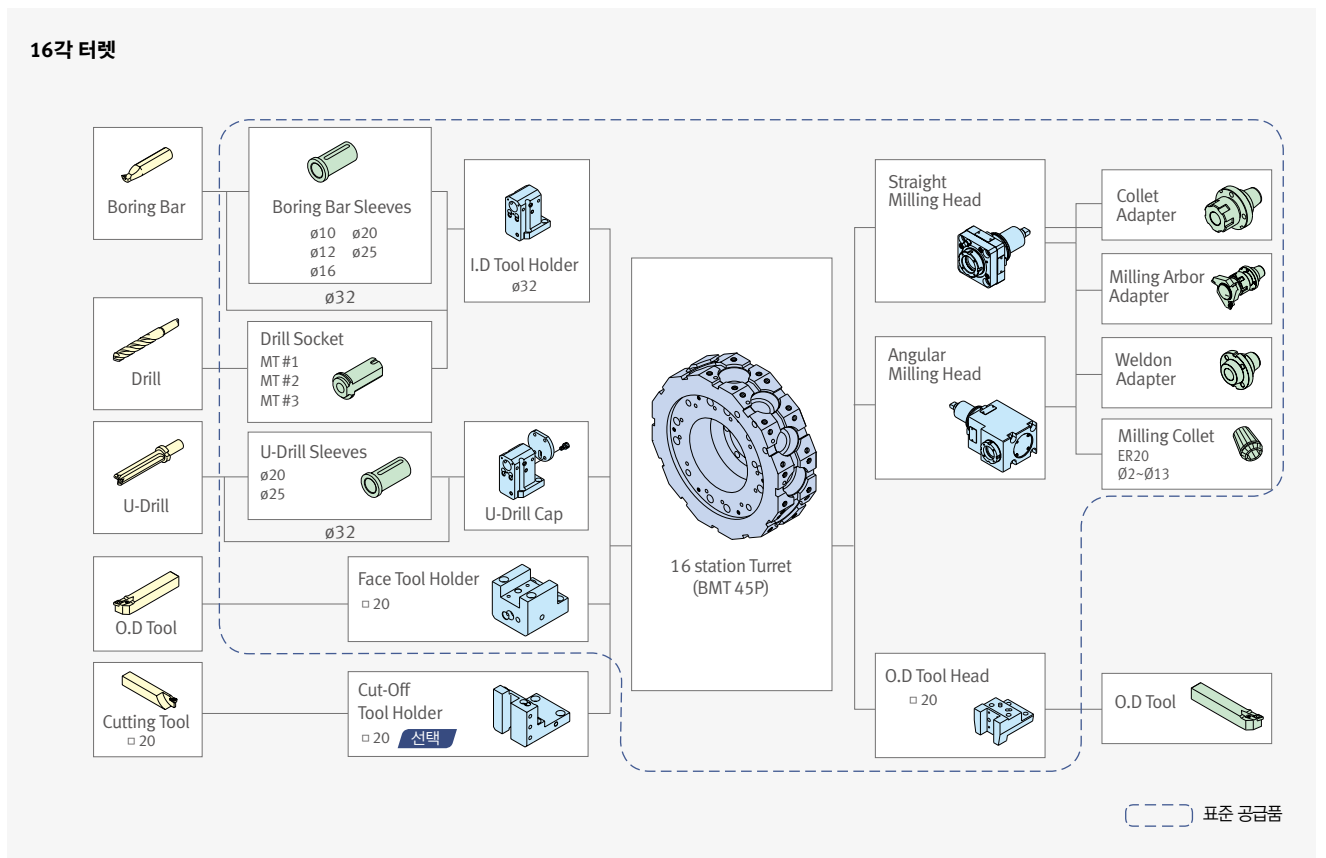 16각 터렛
Boring Bar
Boring Bar Sleeves
ø10 ø20
ø12 ø25
ø16
ø32
I.D Tool Holder
ø32
Drill
Drill Socket
MT #1
MT #2
MT #3
U-Drill
U-Drill Sleeves
ø20
ø25
ø32
U-Drill Cap
O.D Tool
Face Tool Holder
□ 20
Cutting Tool
□ 20
Cut-Off
Tool Holder
□ 20 선택
16 station Turret
(BMT 45P)
Straight
Milling Head
Angular
Milling Head
O.D Tool Head
□ 20
Collet
Adapter
Milling Arbor
Adapter
Weldon
Adapter
Milling Collet
ER20
Ø2~Ø13
O.D Tool
표준 공급품